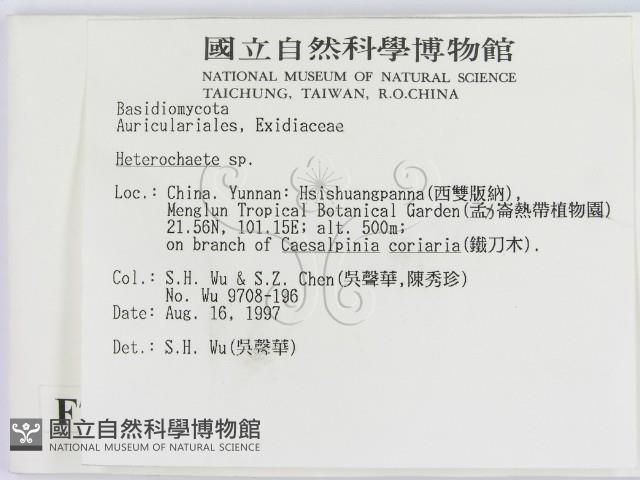 國立自然科學博物館
NATIONAL MUSEUM OF NATURAL SCIENCE
TAICHUNG, TAIWAN, R.O.CHINA
Basidiomycota
Auriculariales, Exidiaceae
Heterochaete sp.
Loc.: China. Yunnan: Hsishuangpanna(西雙版納),
Menglun Tropical Botanical Garden(孟崙熱帶植物園)
21.56N, 101.15E; alt. 500m;
on branch of Caesalpinia coriaria(鐵刀木).
Col.: S.H. Wu & S.Z. Chen(吳聲華,陳秀珍)
No. Wu 9708-196
Date: Aug. 16, 1997
Det.: S.H. Wu(吳聲華)
國立自然科學博物館
NATIONAL MUSEUM OF NATURAL SCIENCE